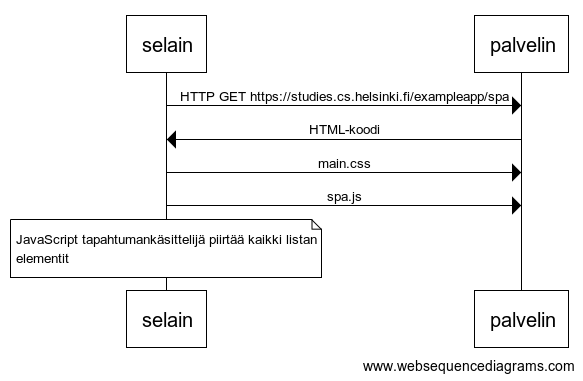 selain palvelin
HTTP GET https://studies.cs.helsinki.fi/exampleapp/spa
HTML-koodi
main.css
spa.js
JavaScript tapahtumankäsittelijä piirtää kaikki listan
elementit
selain palvelin
www.websequencediagrams.com